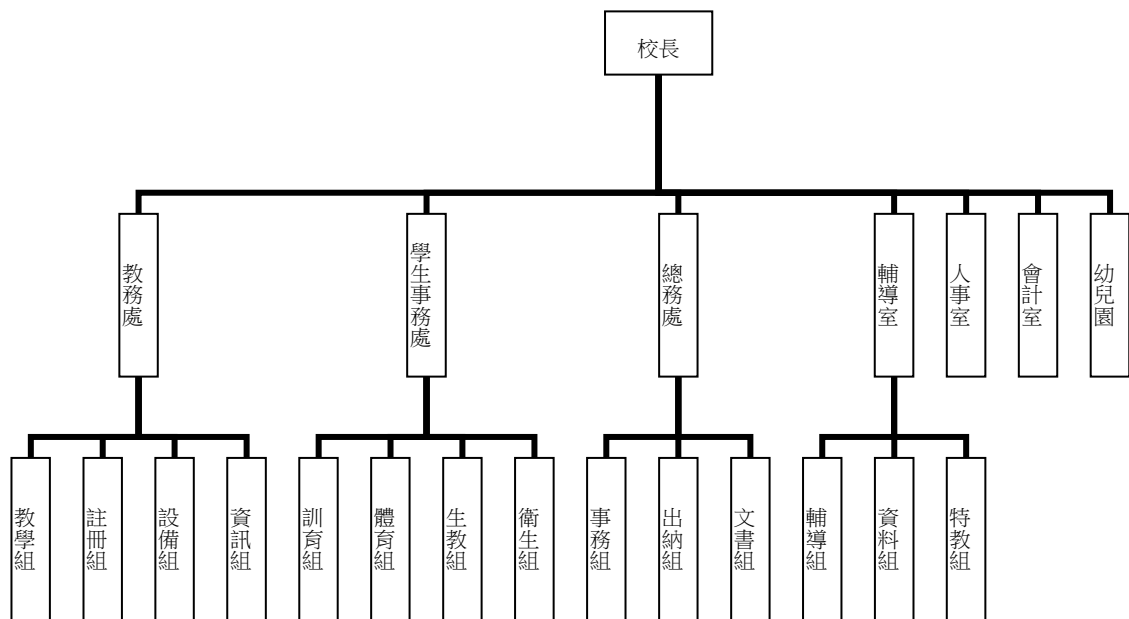 校長
教務處
學生事務處
總務處
輔導室
人事室
會計室
幼兒園
教學組
註冊組
設備組
資訊組
訓育組
體育組
生教組
衛生組
事務組
出納組
文書組
輔導組
資料組
特教組